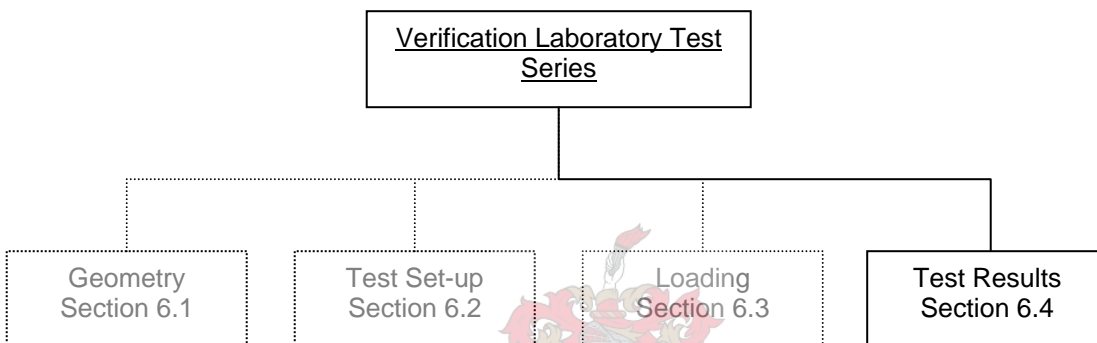 Verification Laboratory Test
Series
Geometry
Section 6.1
Test Set-up
Section 6.2
Loading
Section 6.3
Test Results
Section 6.4